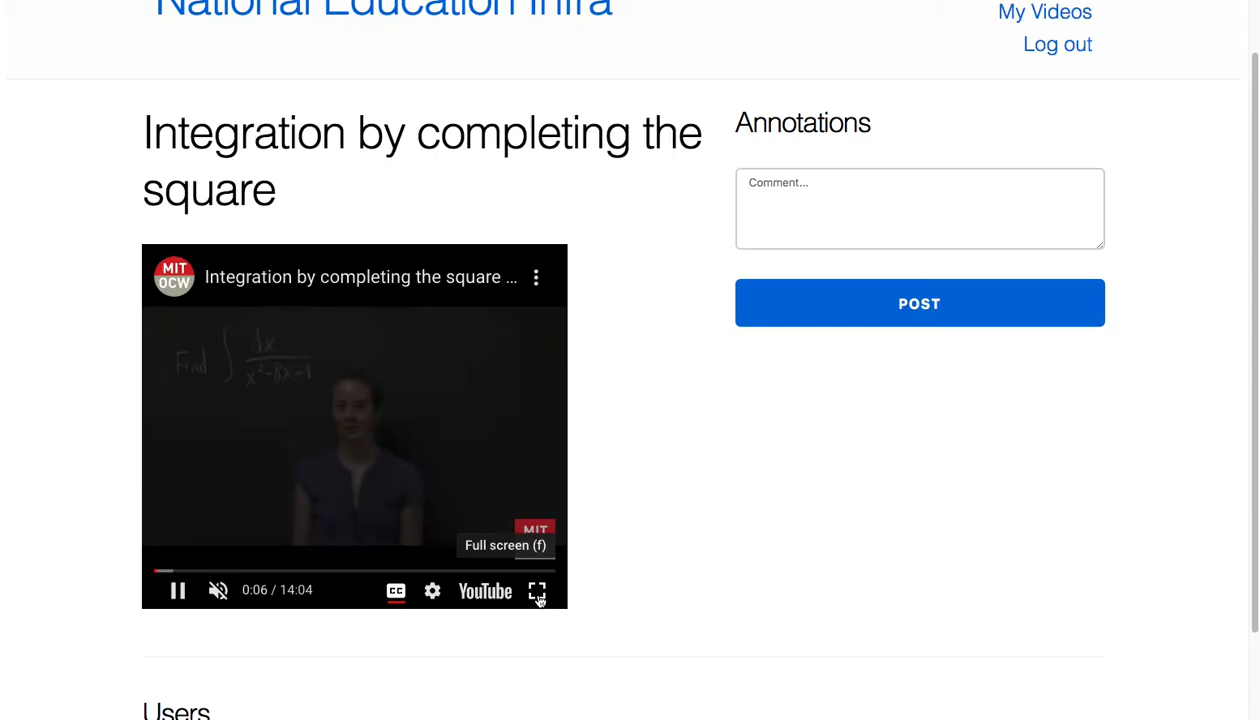 National Education Infra
My Videos
Log out
Integration by completing the
square
Annotations
Comment...
POST
MIT
OCW
Integration by completing the square ...
Find ∫ dx
x²-8x+1
MIT
Full screen (f)
0:06 / 14:04
CC
YouTube
Users